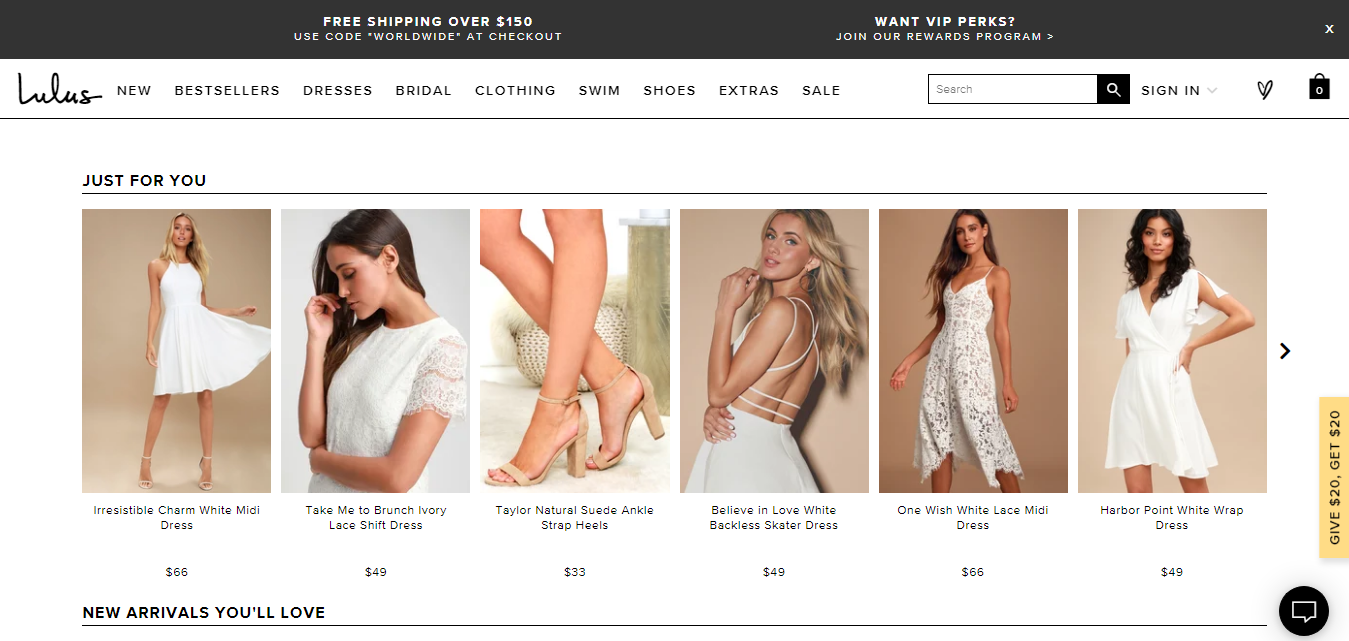 FREE SHIPPING OVER $150
USE CODE "WORLDWIDE" AT CHECKOUT
WANT VIP PERKS?
JOIN OUR REWARDS PROGRAM >
X
Lulus
NEW BESTSELLERS DRESSES BRIDAL CLOTHING SWIM SHOES EXTRAS SALE
Search
SIGN IN
0
JUST FOR YOU
Irresistible Charm White Midi
Dress
$66
Take Me to Brunch Ivory
Lace Shift Dress
$49
Taylor Natural Suede Ankle
Strap Heels
$33
Believe in Love White
Backless Skater Dress
$49
One Wish White Lace Midi
Dress
$66
Harbor Point White Wrap
Dress
$49
GIVE $20, GET $20
NEW ARRIVALS YOU'LL LOVE